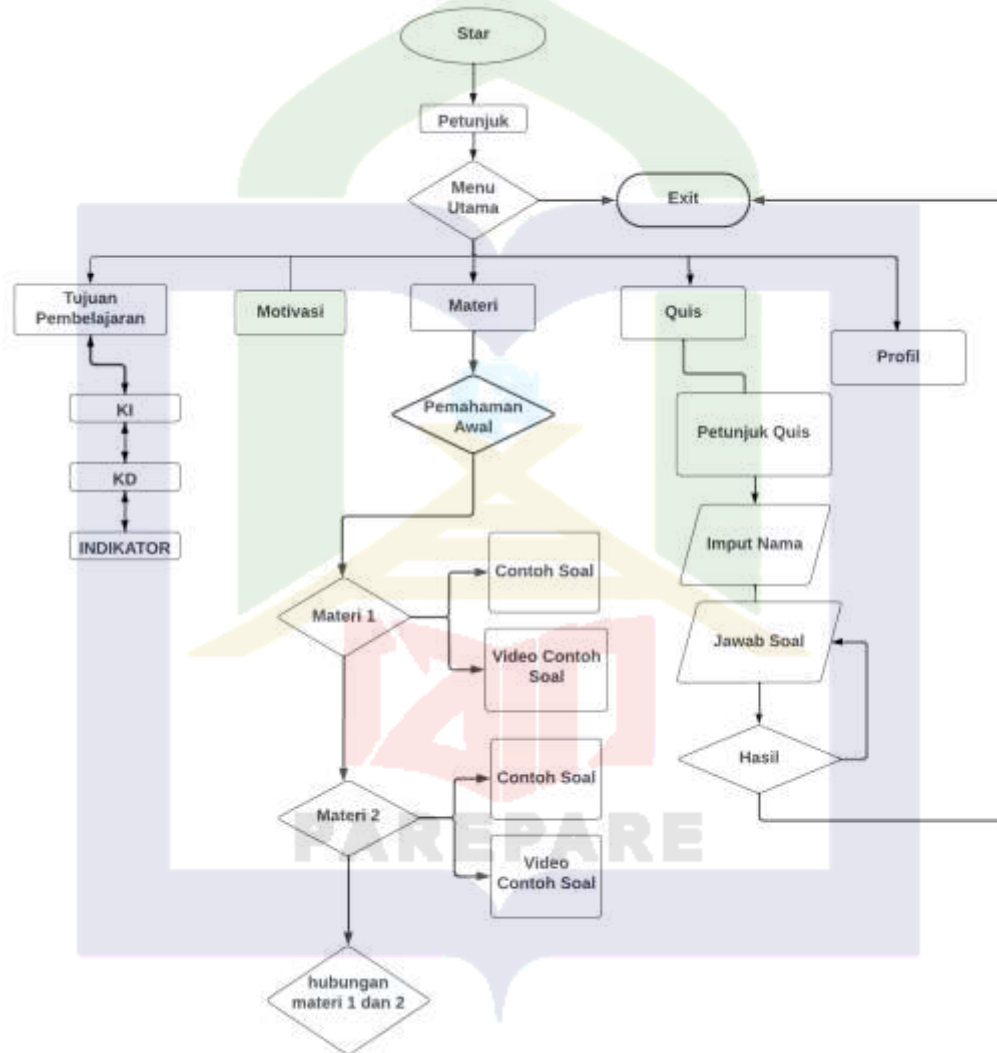 Star
Petunjuk
Menu
Utama
Exit
Tujuan
Pembelajaran
Motivasi
Materi
Quis
Profil
KI
KD
INDIKATOR
Pemahaman
Awal
Petunjuk Quis
Imput Nama
Jawab Soal
Hasil
Materi 1
Contoh Soal
Video Contoh
Soal
Materi 2
Contoh Soal
Video
Contoh Soal
hubungan
materi 1 dan 2
PAREPARE